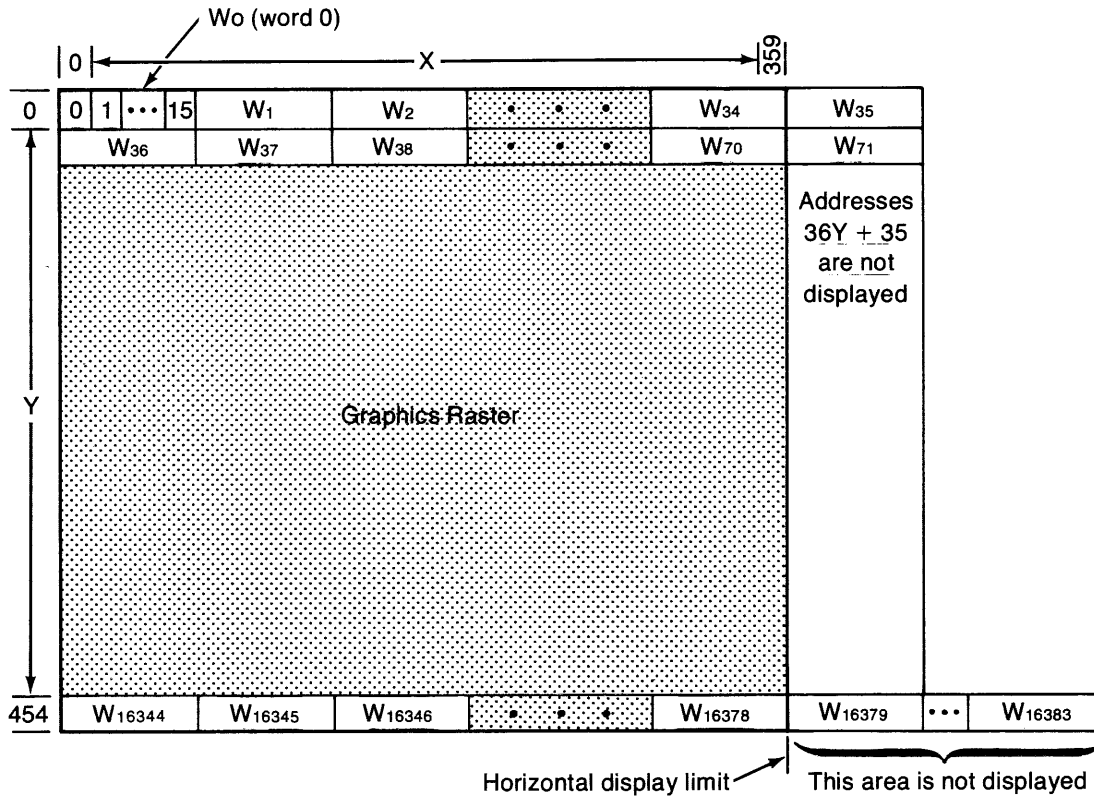 Wo (word 0)
0 X 359
0 0 1 ••• 15 W1 W2 • • • W34 W35
W36 W37 W38 • • • W70 W71
Addresses
36Y + 35
are not
displayed
Y
Graphics Raster
454 W16344 W16345 W16346 • • • W16378 W16379 ••• W16383
Horizontal display limit This area is not displayed